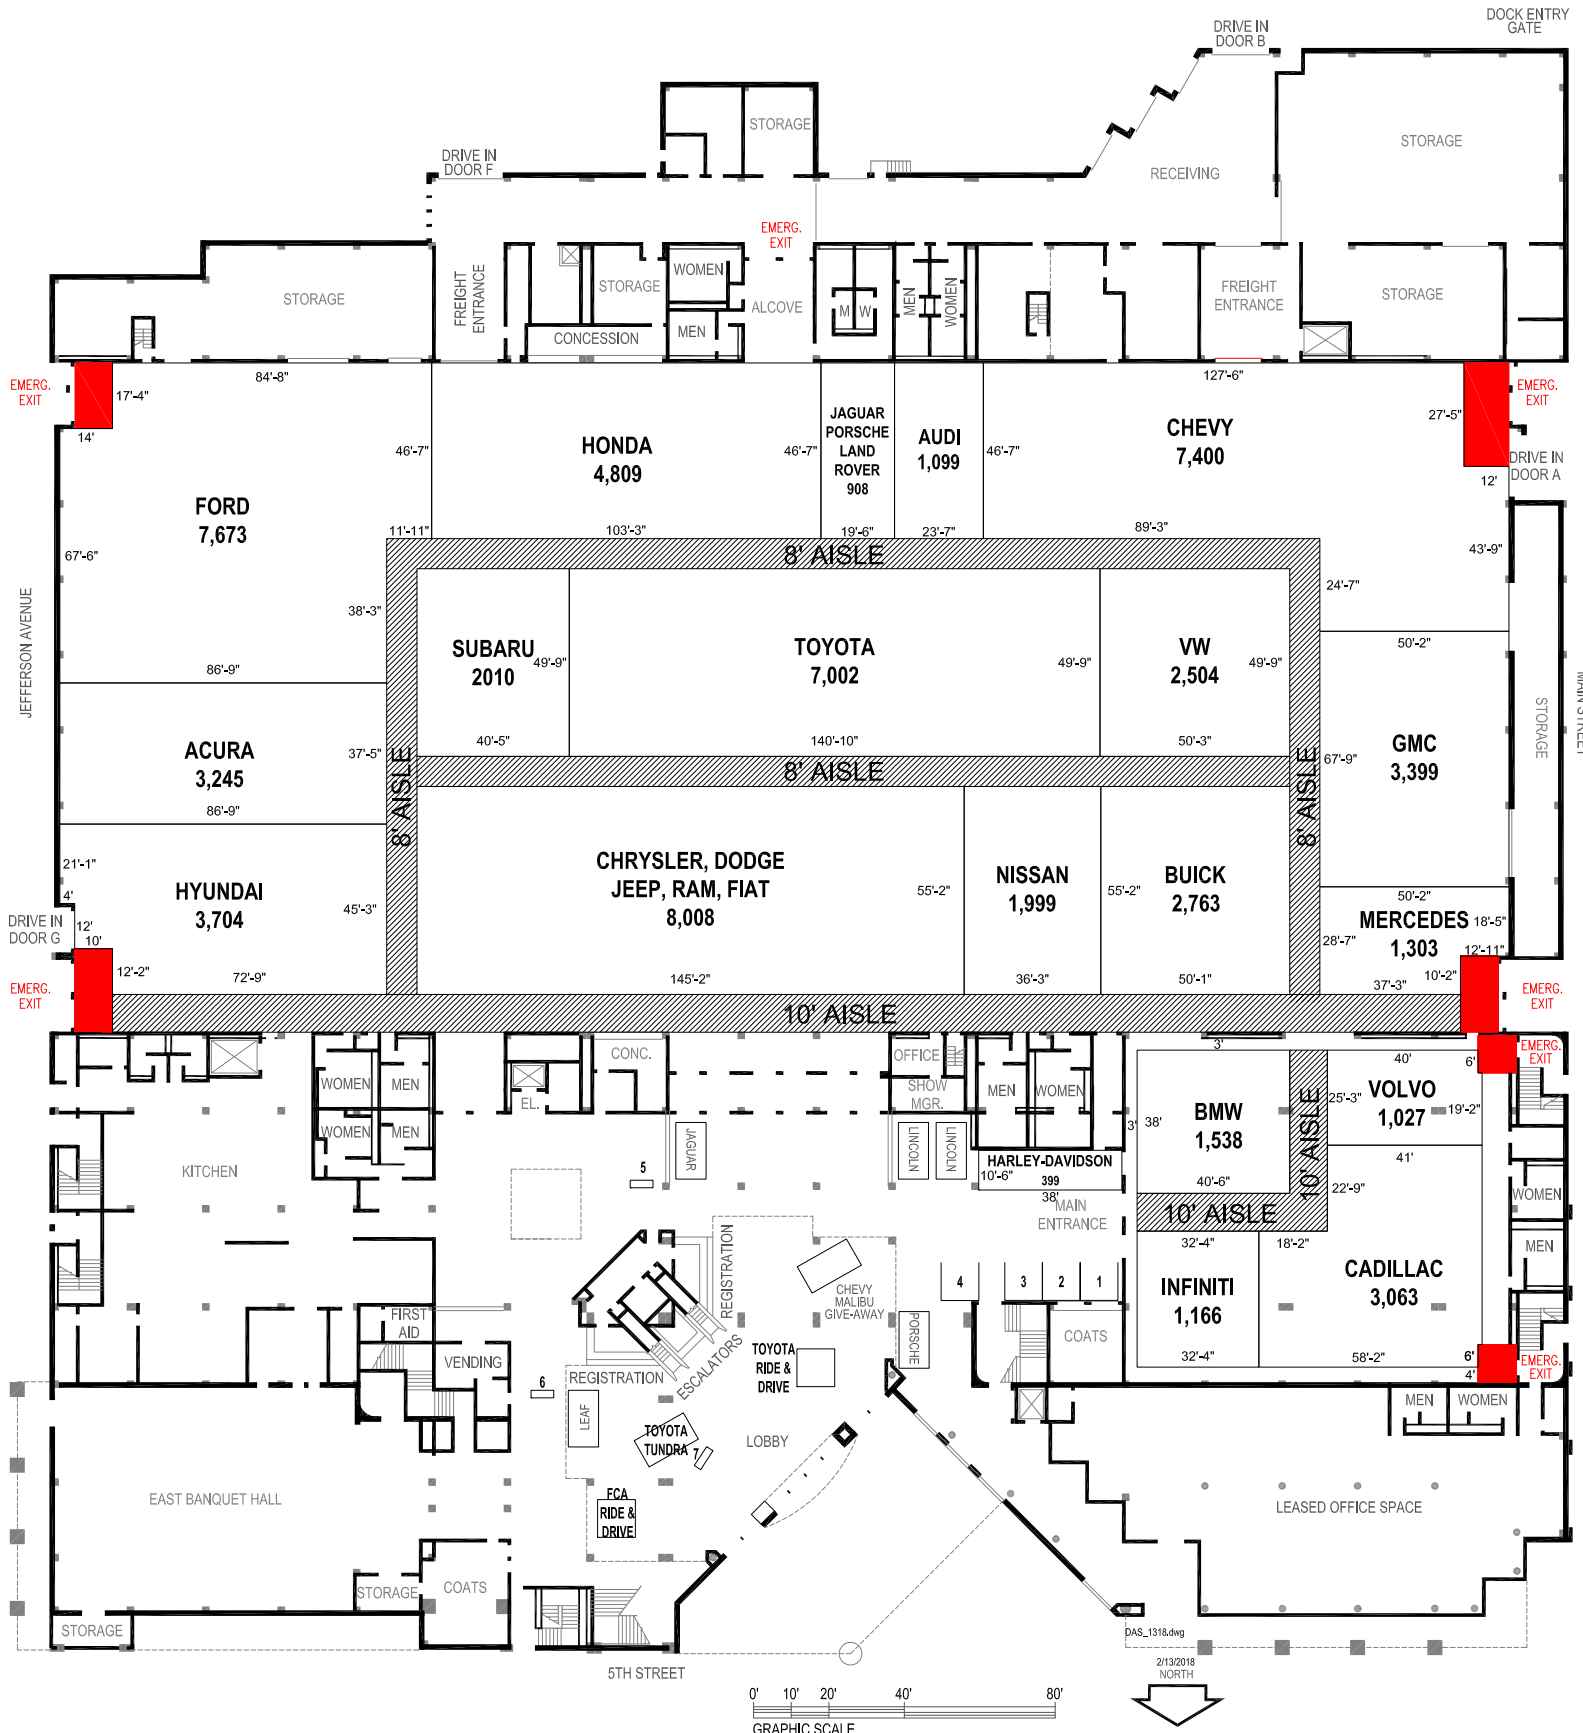 DOCK ENTRY
GATE
DRIVE IN
DOOR B
STORAGE
STORAGE
DRIVE IN
DOOR F
RECEIVING
EMERG.
EXIT
WOMEN
STORAGE
STORAGE
FREIGHT
ENTRANCE
ALCOVE
M
W
MEN
WOMEN
FREIGHT
ENTRANCE
STORAGE
CONCESSION
MEN
EMERG.
EXIT
84'-8"
17'-4"
14'
127'-6"
27'-5"
EMERG.
EXIT
DRIVE IN
DOOR A
12'
46'-7"
HONDA
4,809
46'-7"
JAGUAR
PORSCHE
LAND
ROVER
908
AUDI
1,099
46'-7"
CHEVY
7,400
FORD
7,673
11'-11"
103'-3"
19'-6"
23'-7"
89'-3"
67'-6"
8' AISLE
43'-9"
24'-7"
38'-3"
JEFFERSON AVENUE
SUBARU
2010
49'-9"
TOYOTA
7,002
49'-9"
VW
2,504
49'-9"
50'-2"
86'-9"
MAIN STREET
STORAGE
ACURA
3,245
37'-5"
40'-5"
140'-10"
50'-3"
GMC
3,399
67'-9"
8' AISLE
8' AISLE
8' AISLE
86'-9"
21'-1"
4'
HYUNDAI
3,704
45'-3"
CHRYSLER, DODGE
JEEP, RAM, FIAT
8,008
55'-2"
NISSAN
1,999
55'-2"
BUICK
2,763
50'-2"
MERCEDES
1,303
18'-5"
28'-7"
12'-11"
DRIVE IN
DOOR G
12'
10'
12'-2"
72'-9"
145'-2"
36'-3"
50'-1"
37'-3"
10'-2"
EMERG.
EXIT
EMERG.
EXIT
10' AISLE
CONC.
OFFICE
SHOW
MGR.
3'
40'
6'
EMERG.
EXIT
WOMEN
MEN
EL.
MEN
WOMEN
BMW
1,538
38'
3'
10' AISLE
25'-3"
VOLVO
1,027
19'-2"
WOMEN
MEN
JAGUAR
LINCOLN
LINCOLN
HARLEY-DAVIDSON
399
10'-6"
38'
41'
KITCHEN
5
40'-6"
22'-9"
WOMEN
MAIN
ENTRANCE
10' AISLE
32'-4"
18'-2"
MEN
REGISTRATION
CHEVY
MALIBU
GIVE-AWAY
4
3
2
1
INFINITI
1,166
CADILLAC
3,063
FIRST
AID
PORSCHE
COATS
VENDING
ESCALATORS
TOYOTA
RIDE &
DRIVE
32'-4"
58'-2"
6'
4'
EMERG.
EXIT
REGISTRATION
6
LEAF
TOYOTA
TUNDRA
7
LOBBY
MEN
WOMEN
EAST BANQUET HALL
FCA
RIDE &
DRIVE
LEASED OFFICE SPACE
STORAGE
COATS
STORAGE
5TH STREET
DAS_1318.dwg
2/13/2018
NORTH
0'
10'
20'
40'
80'
GRAPHIC SCALE